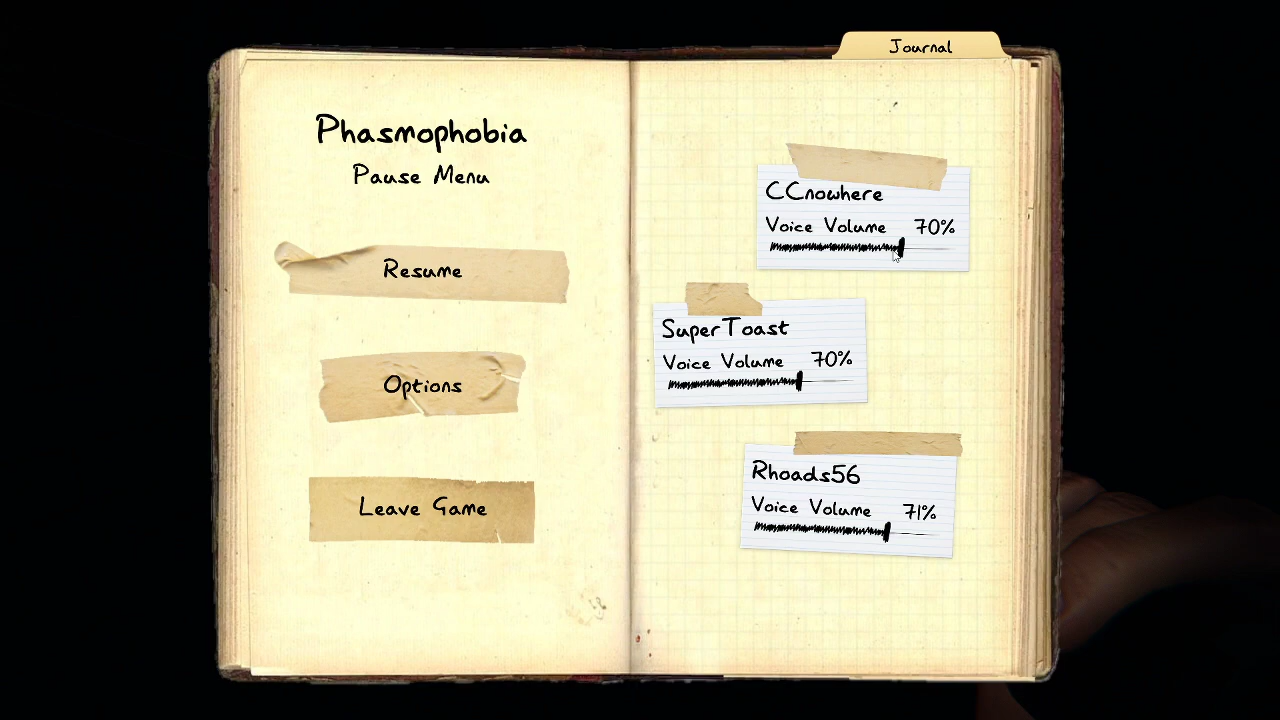 Journal
Phasmophobia
Pause Menu
Resume
Options
Leave Game
CCnowhere
Voice Volume 70%
SuperToast
Voice Volume 70%
Rhoads56
Voice Volume 71%